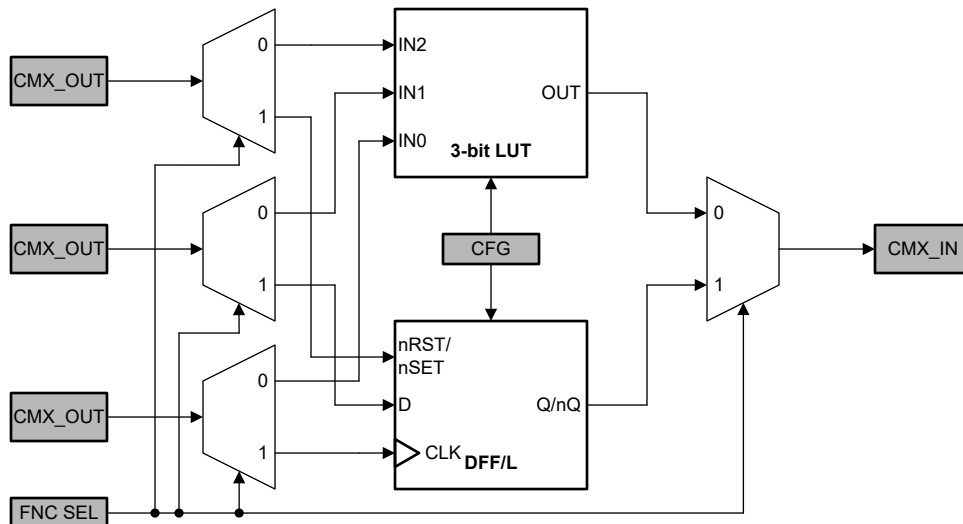 CMX_OUT
0
1
IN2
IN1
IN0
OUT
3-bit LUT
CMX_OUT
0
1
CFG
0
1
CMX_IN
CMX_OUT
0
1
nRST/
nSET
D
CLK
Q/nQ
DFF/L
FNC SEL